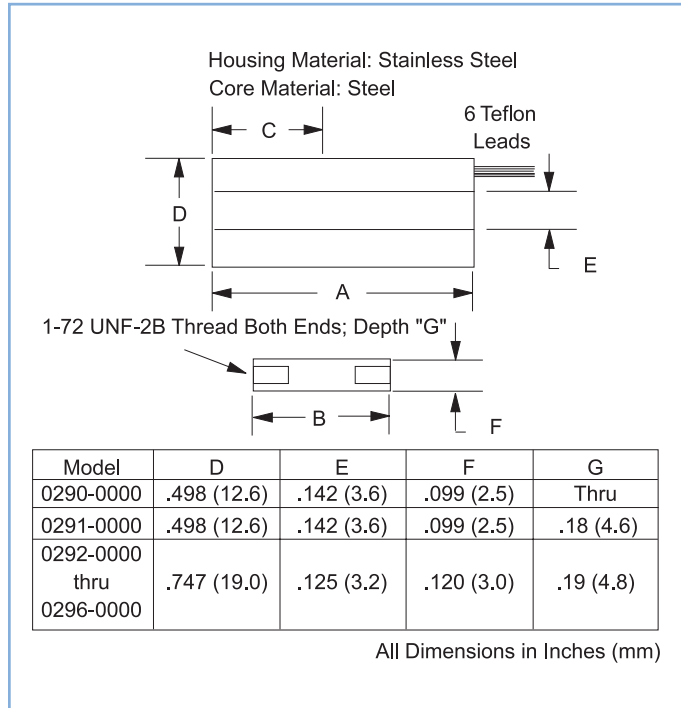 Housing Material: Stainless Steel
Core Material: Steel
6 Teflon
Leads
C
D
E
A
1-72 UNF-2B Thread Both Ends; Depth "G"
B
F
Model D E F G
0290-0000 .498 (12.6) .142 (3.6) .099 (2.5) Thru
0291-0000 .498 (12.6) .142 (3.6) .099 (2.5) .18 (4.6)
0292-0000
thru .747 (19.0) .125 (3.2) .120 (3.0) .19 (4.8)
0296-0000
All Dimensions in Inches (mm)